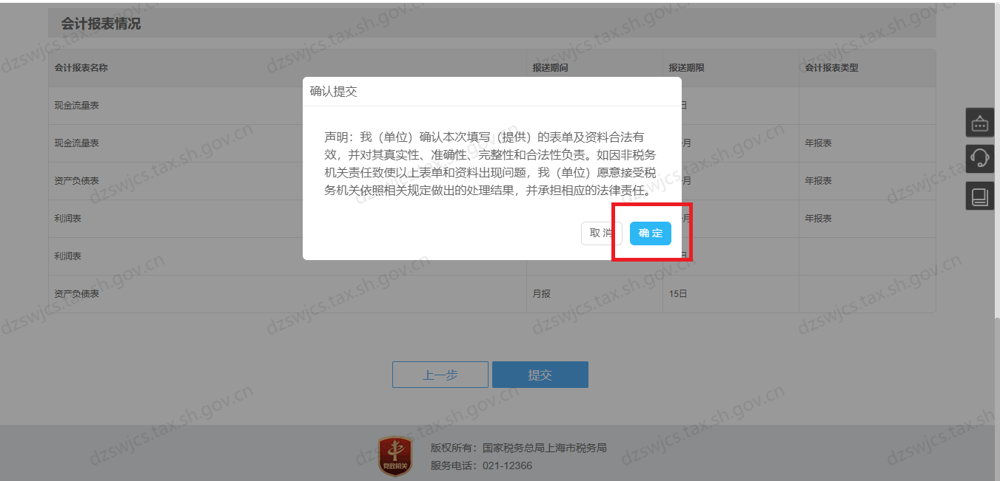 会计报表情况
会计报表名称 报送期间 报送期限 会计报表类型
确认提交
现金流量表 日
声明：我（单位）确认本次填写（提供）的表单及资料合法有
现金流量表 月 年报表
效，并对其真实性、准确性、完整性和合法性负责。如因非税务
机关责任致使以上表单和资料出现问题，我（单位）愿意接受税
资产负债表 月 年报表
务机关依照相关规定做出的处理结果，并承担相应的法律责任。
利润表 月 年报表
取 消 确 定
利润表 日
资产负债表 月报 15日
上一步 提交
党政机关
版权所有：国家税务总局上海市税务局
服务电话：021-12366
dzswjcs.tax.sh.gov.cn